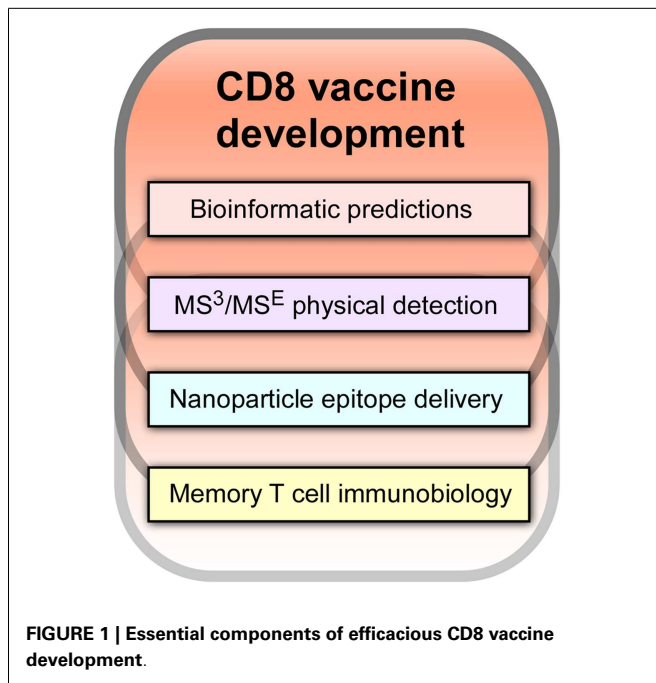 CD8 vaccine
development
Bioinformatic predictions
MS³/MSᴱ physical detection
Nanoparticle epitope delivery
Memory T cell immunobiology
FIGURE 1 | Essential components of efficacious CD8 vaccine
development.